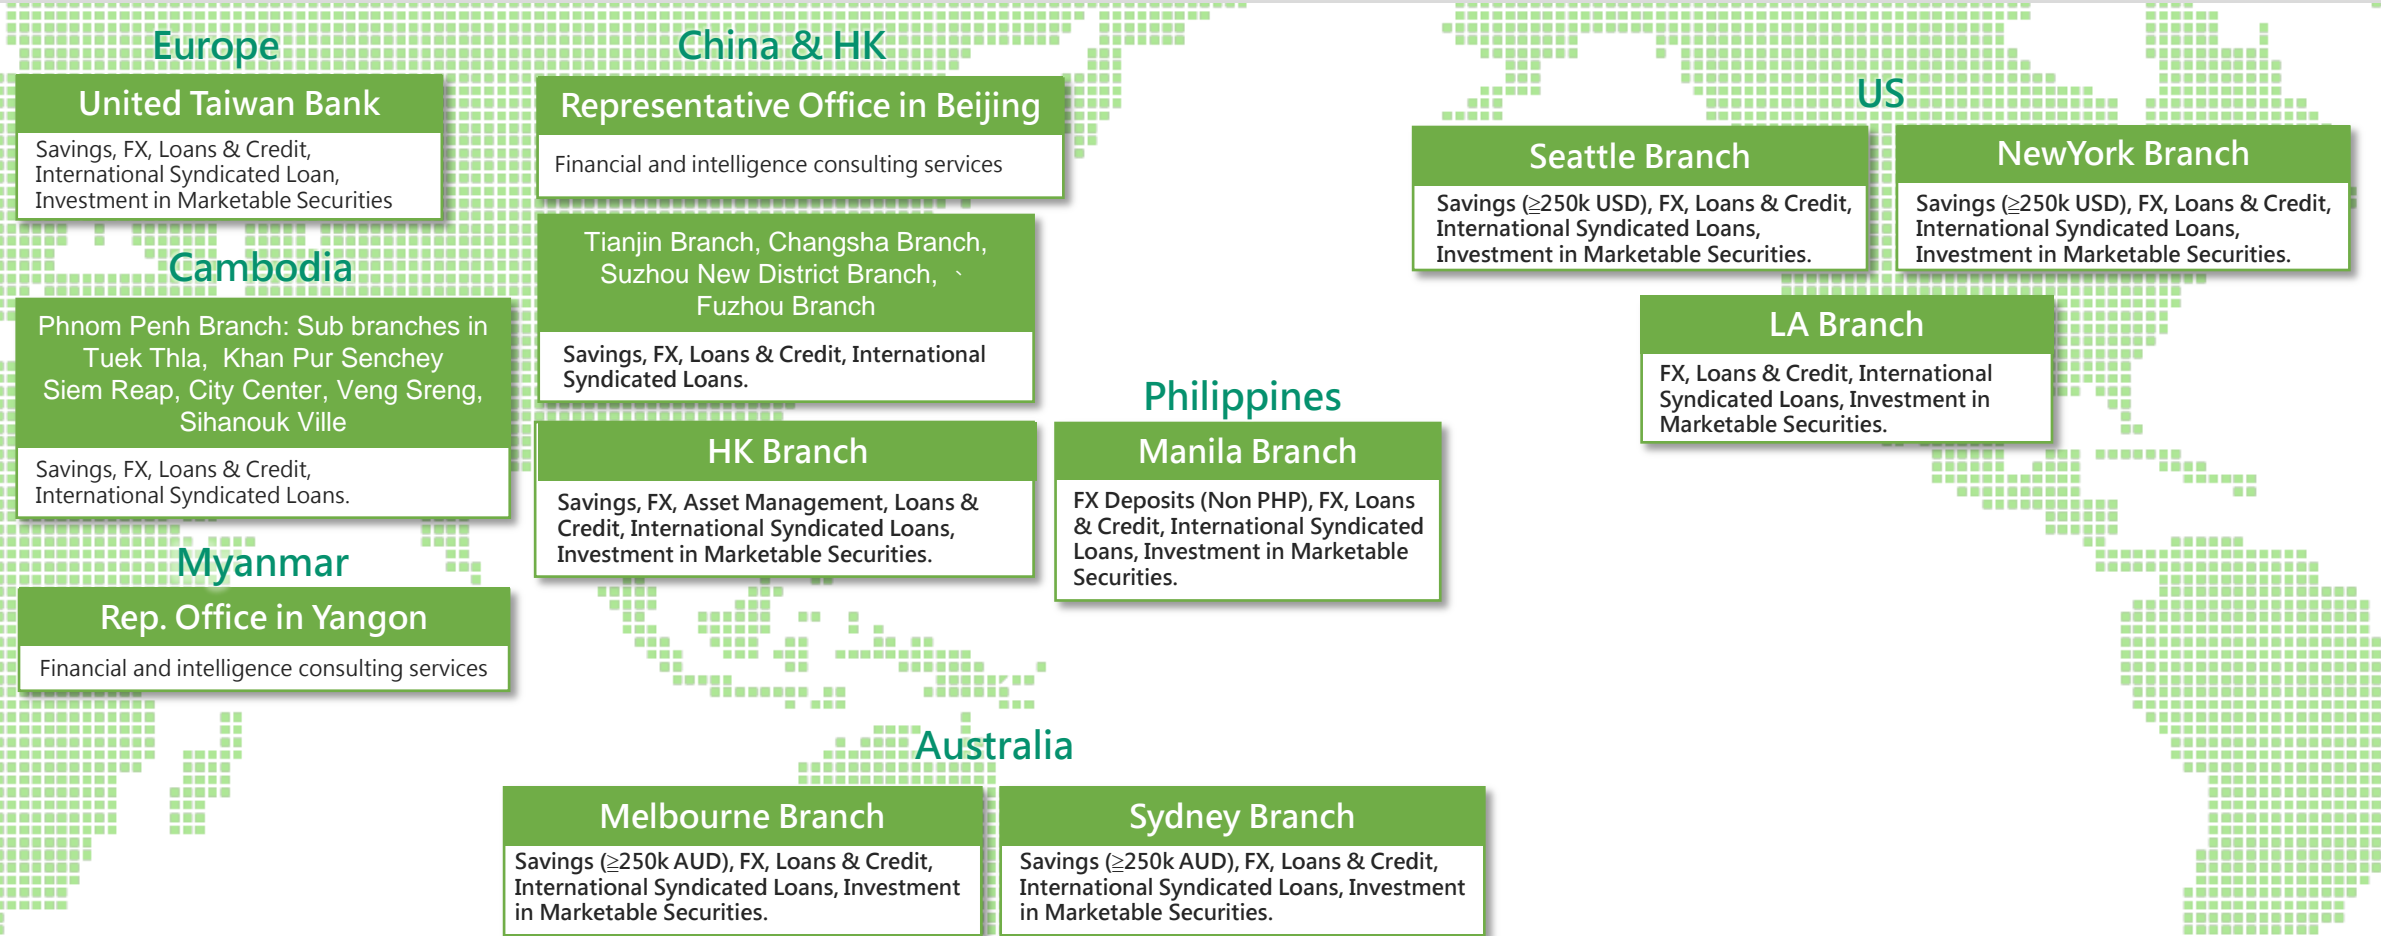 Europe
United Taiwan Bank
Savings, FX, Loans & Credit,
International Syndicated Loan,
Investment in Marketable Securities
Cambodia
Phnom Penh Branch: Sub branches in
Tuek Thla, Khan Pur Senchey
Siem Reap, City Center, Veng Sreng,
Sihanouk Ville
Savings, FX, Loans & Credit,
International Syndicated Loans.
Myanmar
Rep. Office in Yangon
Financial and intelligence consulting services
China & HK
Representative Office in Beijing
Financial and intelligence consulting services
Tianjin Branch, Changsha Branch,
Suzhou New District Branch, 、
Fuzhou Branch
Savings, FX, Loans & Credit, International
Syndicated Loans.
HK Branch
Savings, FX, Asset Management, Loans &
Credit, International Syndicated Loans,
Investment in Marketable Securities.
Philippines
Manila Branch
FX Deposits (Non PHP), FX, Loans
& Credit, International Syndicated
Loans, Investment in Marketable
Securities.
Australia
Melbourne Branch
Savings (≧250k AUD), FX, Loans & Credit,
International Syndicated Loans, Investment
in Marketable Securities.
Sydney Branch
Savings (≧250k AUD), FX, Loans & Credit,
International Syndicated Loans, Investment
in Marketable Securities.
US
Seattle Branch
Savings (≧250k USD), FX, Loans & Credit,
International Syndicated Loans,
Investment in Marketable Securities.
NewYork Branch
Savings (≧250k USD), FX, Loans & Credit,
International Syndicated Loans,
Investment in Marketable Securities.
LA Branch
FX, Loans & Credit, International
Syndicated Loans, Investment in
Marketable Securities.